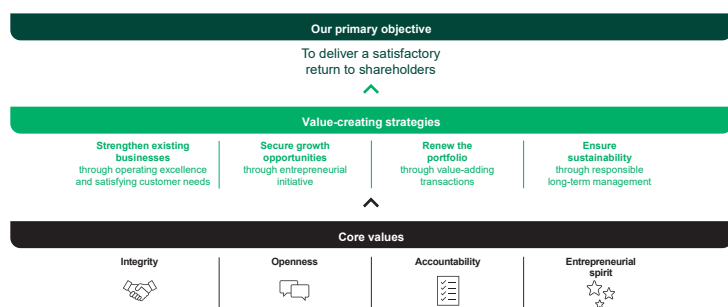 Our primary objective
To deliver a satisfactory
return to shareholders
Value-creating strategies
Strengthen existing
businesses
through operating excellence
and satisfying customer needs
Secure growth
opportunities
through entrepreneurial
initiative
Renew the
portfolio
through value-adding
transactions
Ensure
sustainability
through responsible
long-term management
Core values
Integrity
Openness
Accountability
Entrepreneurial
spirit